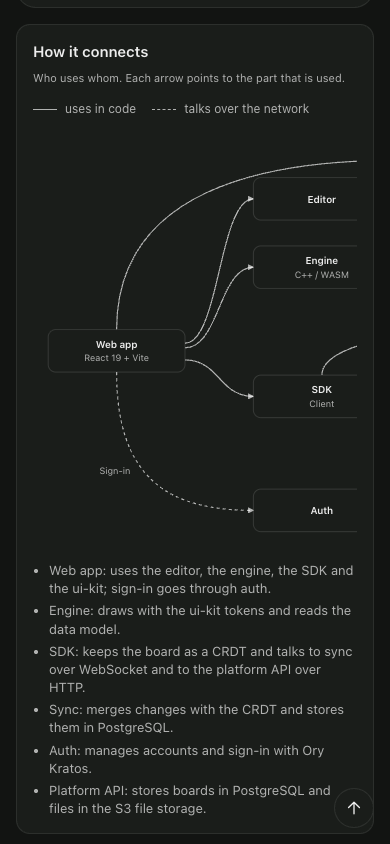 How it connects
Who uses whom. Each arrow points to the part that is used.
uses in code
talks over the network
Editor
Engine
C++ / WASM
Web app
React 19 + Vite
SDK
Client
Sign-in
Auth
• Web app: uses the editor, the engine, the SDK and
the ui-kit; sign-in goes through auth.
• Engine: draws with the ui-kit tokens and reads the
data model.
• SDK: keeps the board as a CRDT and talks to sync
over WebSocket and to the platform API over
HTTP.
• Sync: merges changes with the CRDT and stores
them in PostgreSQL.
• Auth: manages accounts and sign-in with Ory
Kratos.
• Platform API: stores boards in PostgreSQL and
files in the S3 file storage.